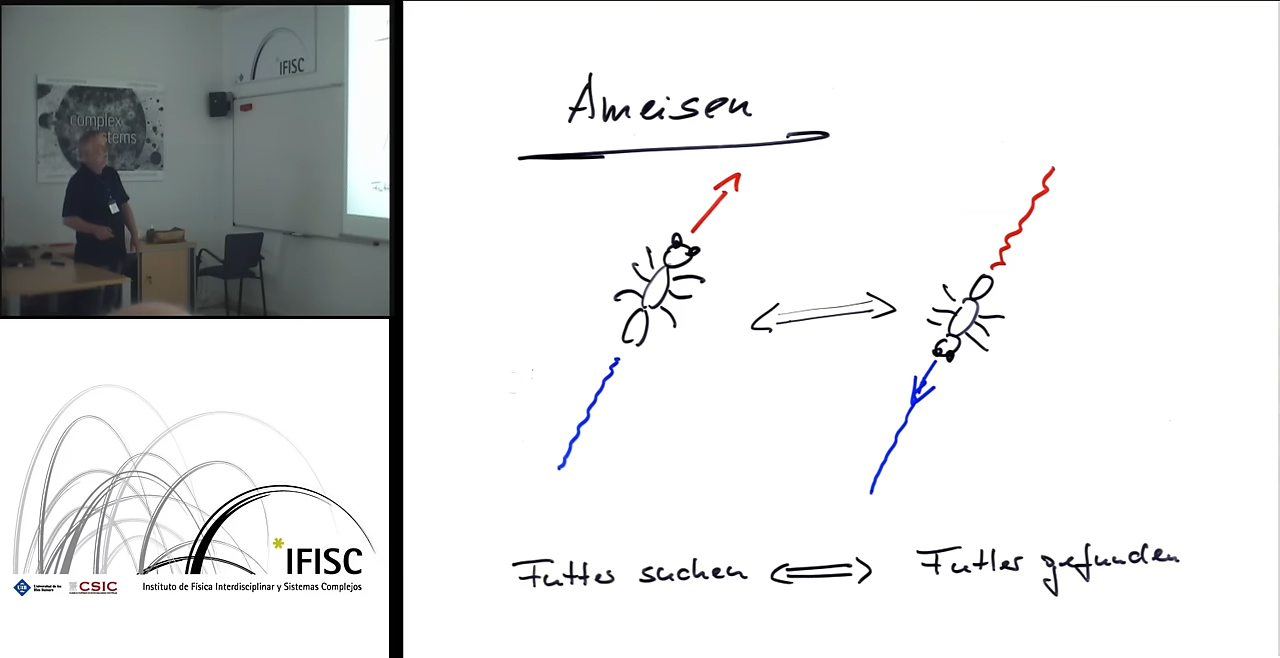 complex
systems
*IFISC
Ameisen
Futter suchen ⟺ Futter gefunden
*IFISC
CSIC
Instituto de Física Interdisciplinar y Sistemas Complejos